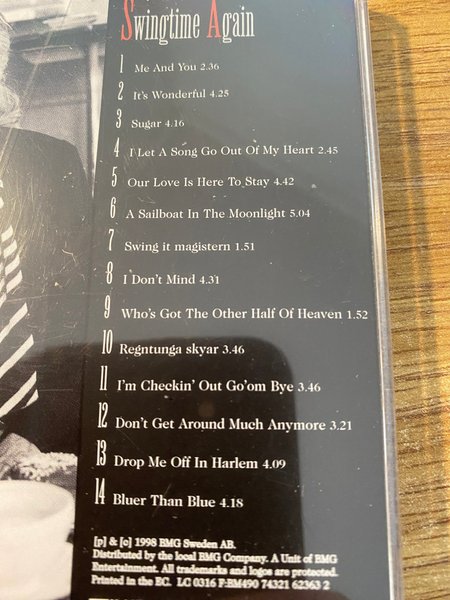 Swingtime Again
1 Me And You 2.36
2 It's Wonderful 4.25
3 Sugar 4.16
4 I Let A Song Go Out Of My Heart 2.45
5 Our Love Is Here To Stay 4.42
6 A Sailboat In The Moonlight 5.04
7 Swing it magistern 1.51
8 I Don't Mind 4.31
9 Who's Got The Other Half Of Heaven 1.52
10 Regntunga skyar 3.46
11 I'm Checkin' Out Go'om Bye 3.46
12 Don't Get Around Much Anymore 3.21
13 Drop Me Off In Harlem 4.09
14 Bluer Than Blue 4.18
[p] & [c] 1998 BMG Sweden AB.
Distributed by the local BMG Company. A Unit of BMG
Entertainment. All trademarks and logos are protected.
Printed in the EC. LC 0316 P:BM490 74321 62363 2